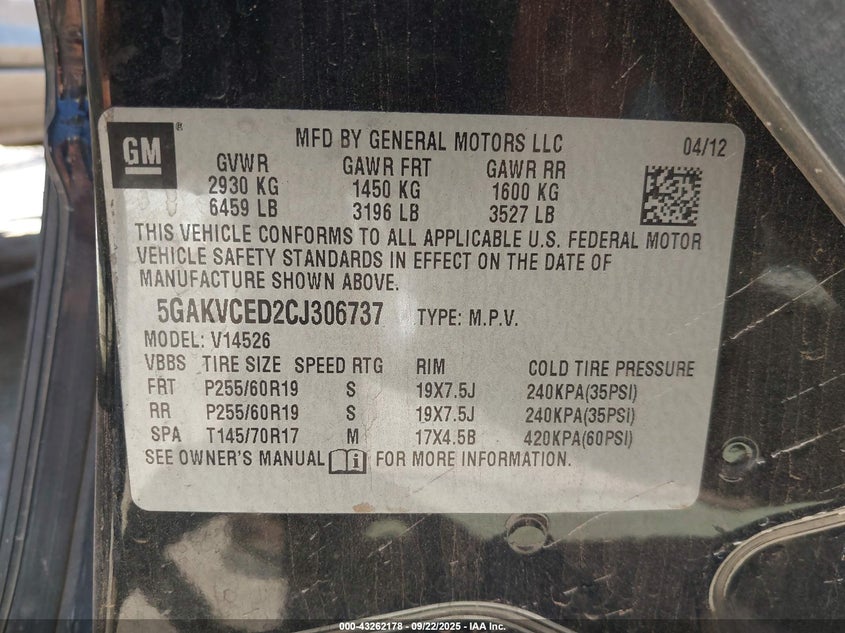 GM ®
MFD BY GENERAL MOTORS LLC 04/12
GVWR GAWR FRT GAWR RR
2930 KG 1450 KG 1600 KG
6459 LB 3196 LB 3527 LB
THIS VEHICLE CONFORMS TO ALL APPLICABLE U.S. FEDERAL MOTOR
VEHICLE SAFETY STANDARDS IN EFFECT ON THE DATE OF
MANUFACTURE SHOWN ABOVE.
5GAKVCED2CJ306737 TYPE: M.P.V.
MODEL: V14526
VBBS TIRE SIZE SPEED RTG RIM COLD TIRE PRESSURE
FRT P255/60R19 S 19X7.5J 240KPA(35PSI)
RR P255/60R19 S 19X7.5J 240KPA(35PSI)
SPA T145/70R17 M 17X4.5B 420KPA(60PSI)
SEE OWNER'S MANUAL i FOR MORE INFORMATION.
000-43262178 - 09/22/2025 - IAA Inc.